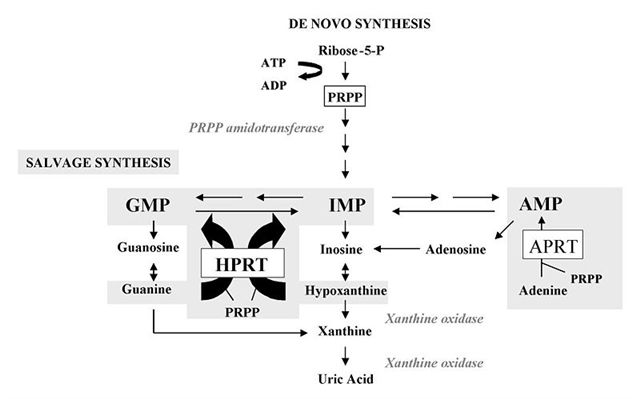 DE NOVO SYNTHESIS
Ribose-5-P
ATP
ADP
PRPP
PRPP amidotransferase
SALVAGE SYNTHESIS
GMP
IMP
AMP
Guanosine
Inosine
Adenosine
APRT
HPRT
PRPP
Guanine
Hypoxanthine
Adenine
PRPP
Xanthine oxidase
Xanthine
Xanthine oxidase
Uric Acid